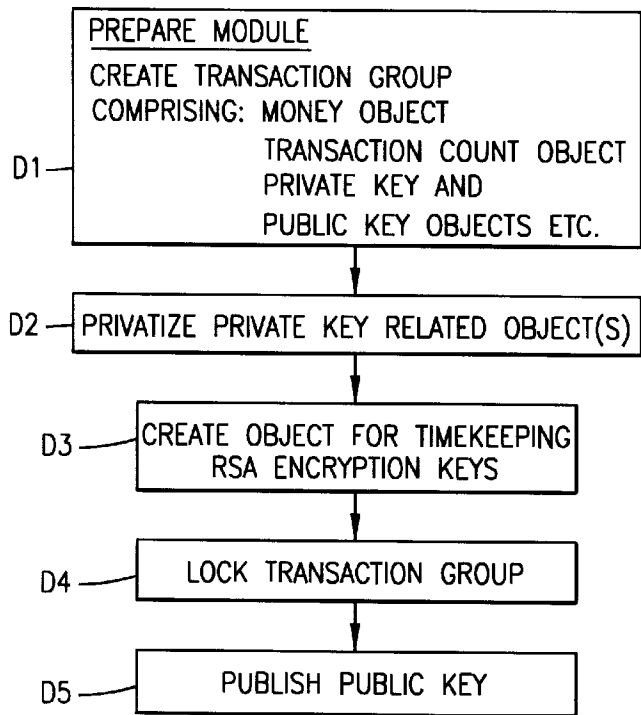 PREPARE MODULE
CREATE TRANSACTION GROUP
COMPRISING: MONEY OBJECT
TRANSACTION COUNT OBJECT
PRIVATE KEY AND
PUBLIC KEY OBJECTS ETC.
D1
D2
PRIVATIZE PRIVATE KEY RELATED OBJECT(S)
D3
CREATE OBJECT FOR TIMEKEEPING
RSA ENCRYPTION KEYS
D4
LOCK TRANSACTION GROUP
D5
PUBLISH PUBLIC KEY